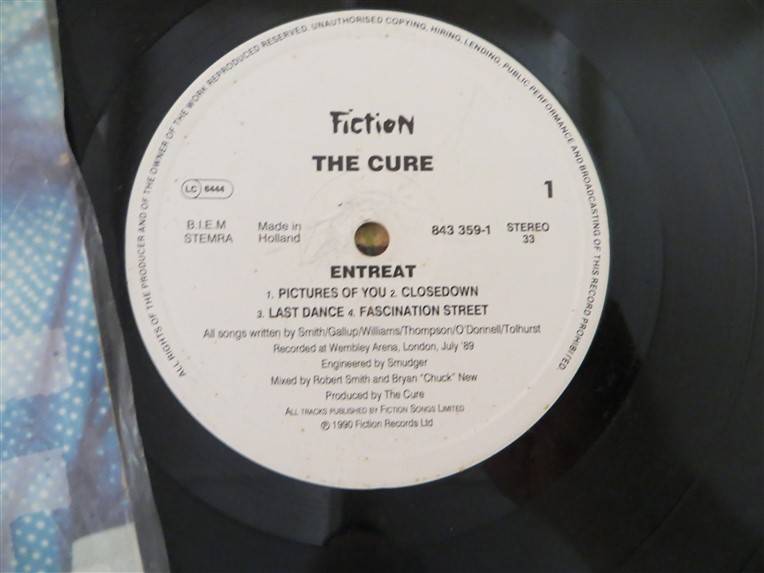 ALL RIGHTS OF THE PRODUCER AND OF THE OWNER OF THE WORK REPRODUCED RESERVED. UNAUTHORISED COPYING, HIRING, LENDING, PUBLIC PERFORMANCE AND BROADCASTING OF THIS RECORD PROHIBITED.
Fiction
THE CURE
LC 6444
1
B.I.E.M Made in 843 359-1 STEREO
STEMRA Holland 33
ENTREAT
1. PICTURES OF YOU 2. CLOSEDOWN
3. LAST DANCE 4. FASCINATION STREET
All songs written by Smith/Gallup/Williams/Thompson/O'Donnell/Tolhurst
Recorded at Wembley Arena, London, July '89
Engineered by Smudger
Mixed by Robert Smith and Bryan "Chuck" New
Produced by The Cure
ALL TRACKS PUBLISHED BY FICTION SONGS LIMITED
℗ 1990 Fiction Records Ltd